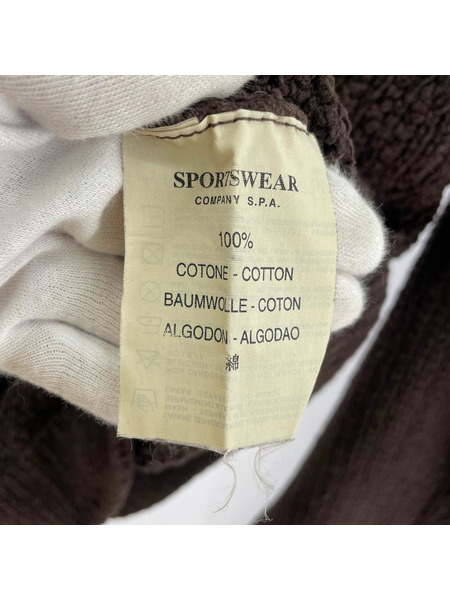 SPORTSWEAR
COMPANY S.P.A.
100%
COTONE - COTTON
BAUMWOLLE - COTON
ALGODON - ALGODAO
綿